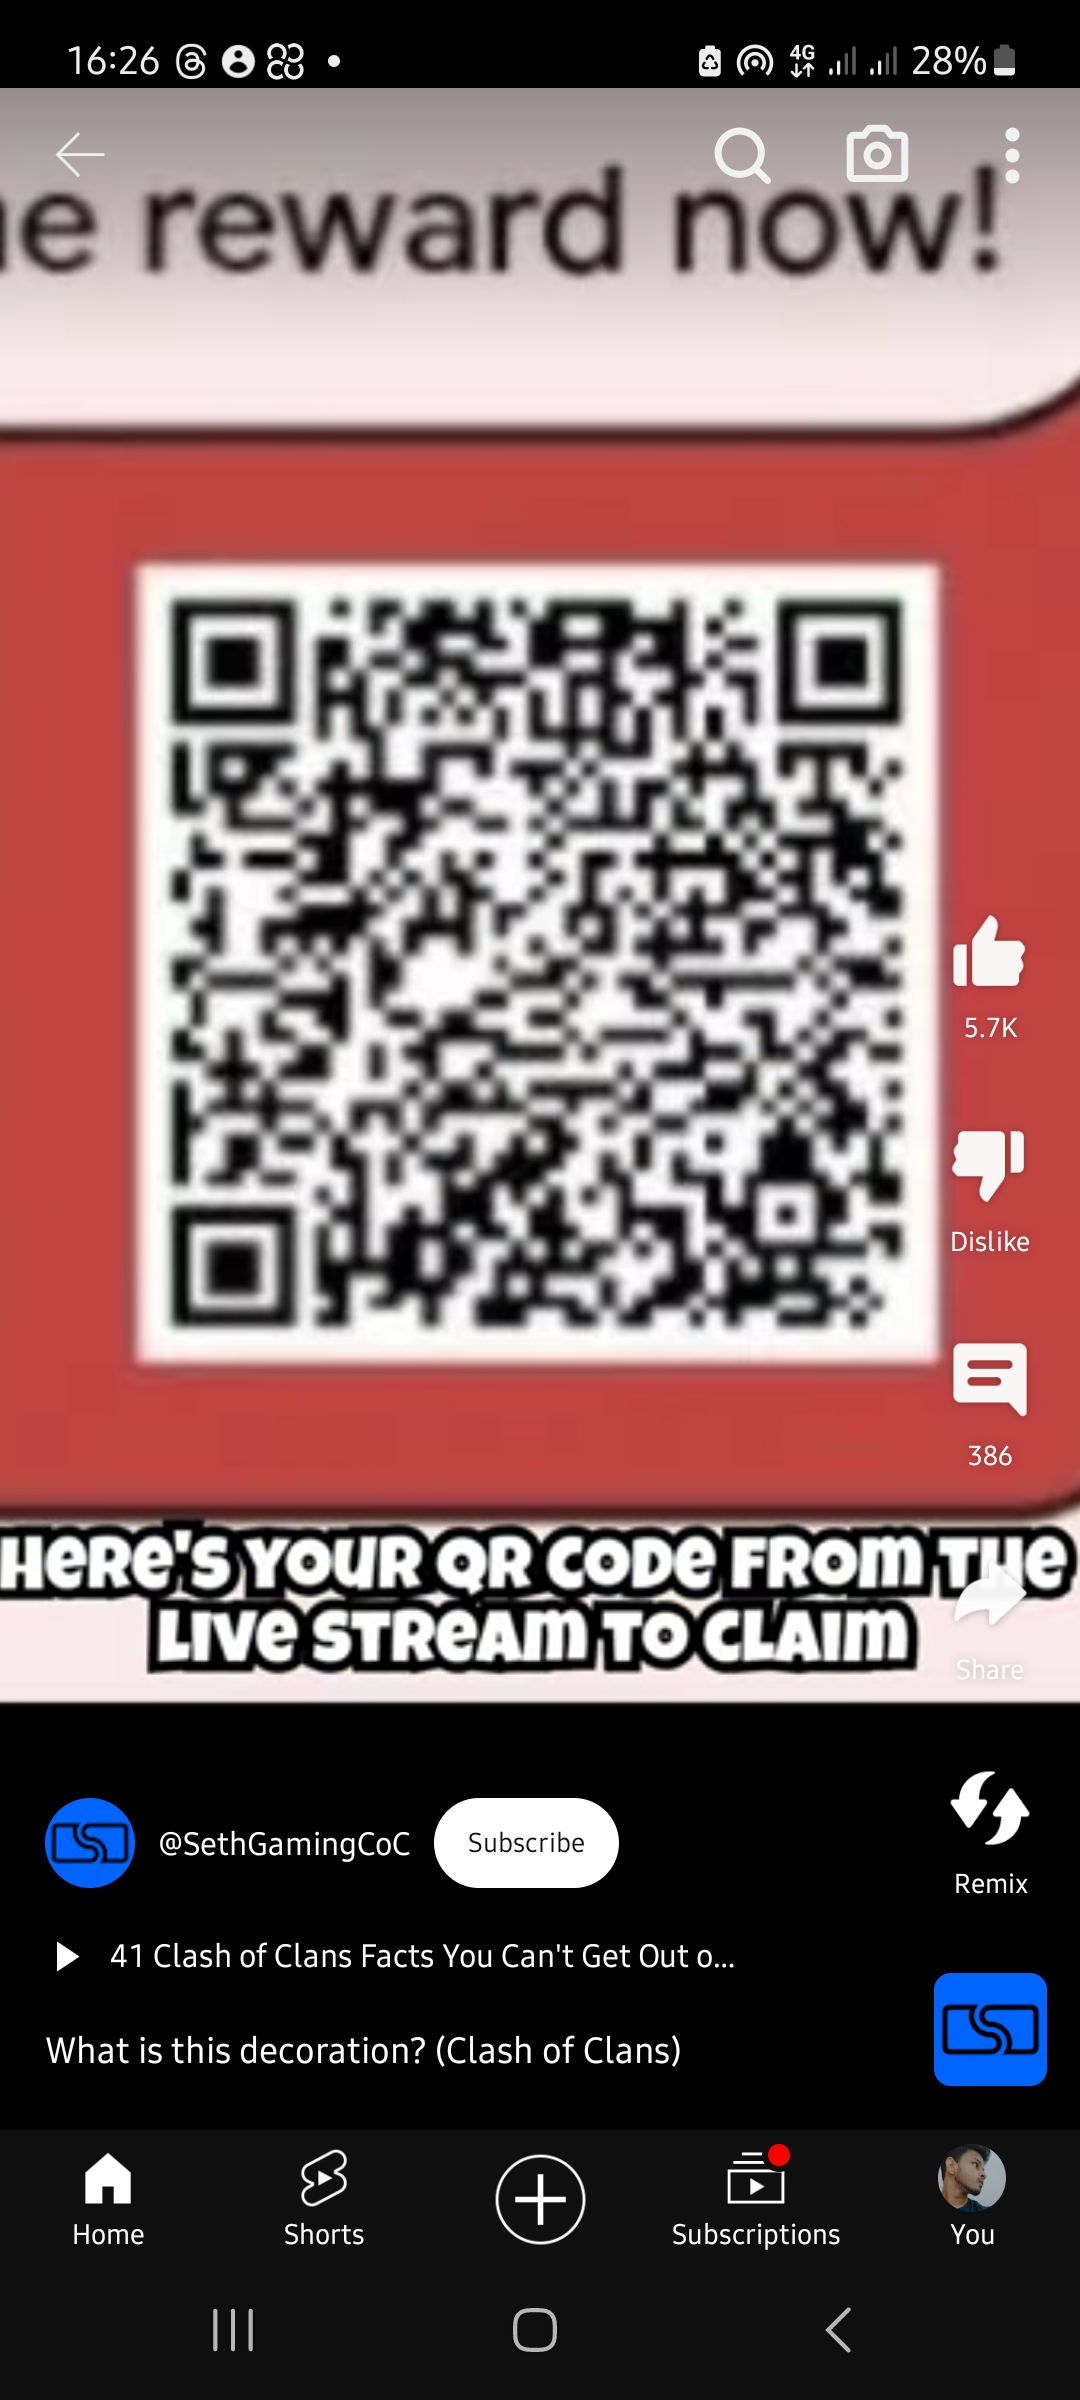 16:26
4G
28%
e reward now!
5.7K
Dislike
386
HERE'S YOUR QR CODE FROM THE
LIVE STREAM TO CLAIM
Share
@SethGamingCoC
Subscribe
Remix
41 Clash of Clans Facts You Can't Get Out o...
What is this decoration? (Clash of Clans)
Home
Shorts
Subscriptions
You